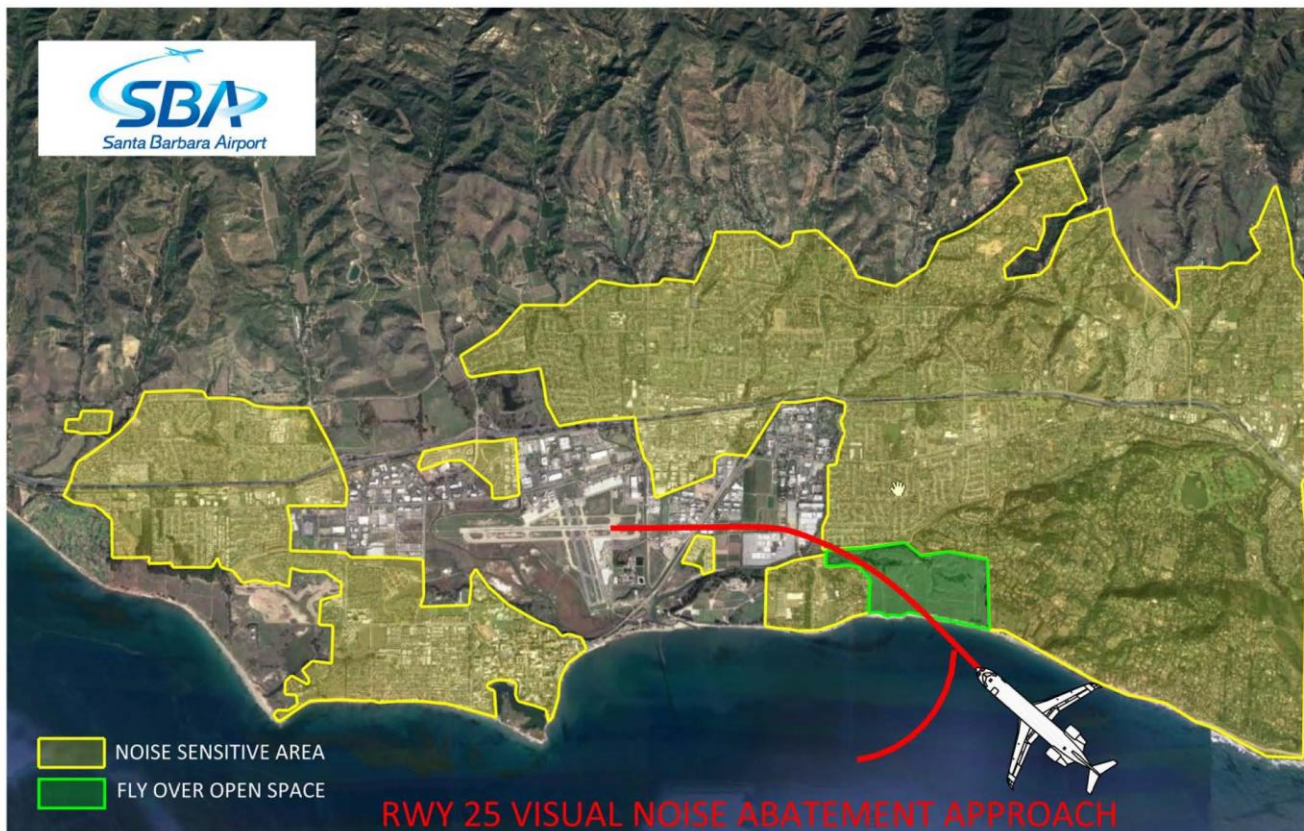 SBA
Santa Barbara Airport
NOISE SENSITIVE AREA
FLY OVER OPEN SPACE
RWY 25 VISUAL NOISE ABATEMENT APPROACH